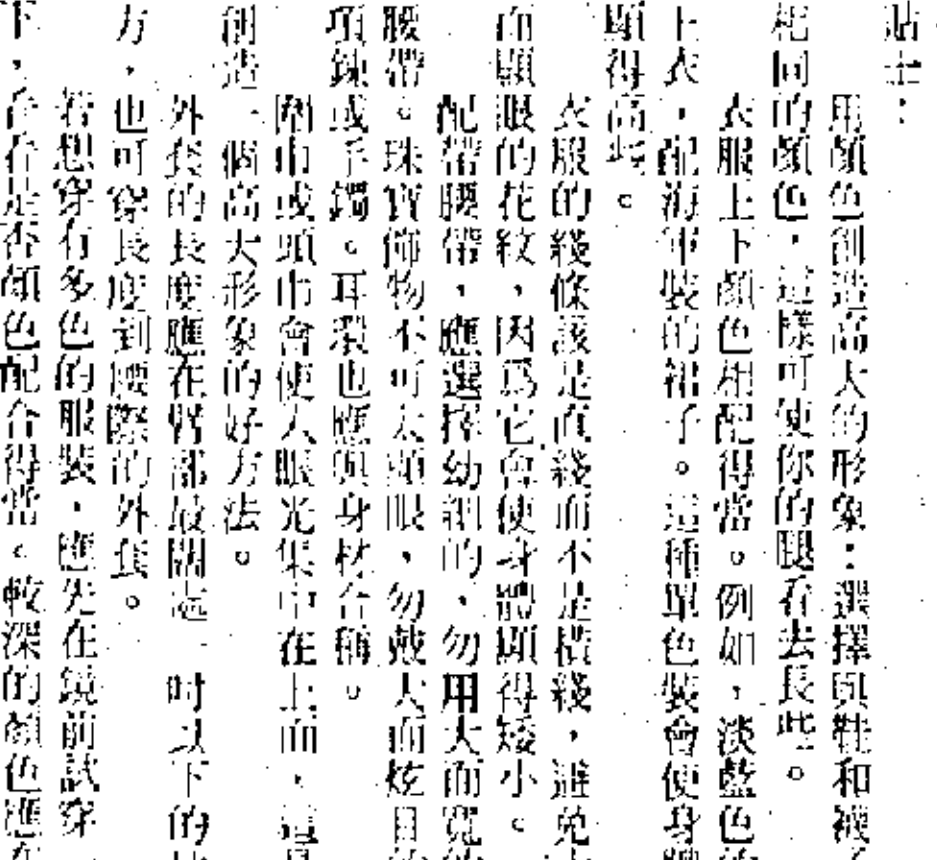 貼士：
用顏色創造高大的形象：選擇與鞋和襪
相同的顏色，這樣可使你的腿看去長些。
衣服上下顏色相配得當。例如，淡藍色的
上衣，配海軍裝的裙子。這種單色裝會使身體
顯得高些。
衣服的綫條該是直綫而不是橫綫，避免
而顯眼的花紋，因爲它會使身體顯得矮小。
配帶腰帶，應選擇幼細的，勿用大而寬的
腰帶。珠寶飾物不可太顯眼，勿戴大而炫目的
項鍊或手鐲。耳環也應與身材合稱。
圍巾或頭巾會使人眼光集中在上面，這是
創造一個高大形象的好方法。
外套的長度應在臀部最闊處一吋以下的
方，也可穿長度到腰際的外套。
若想穿有多色的服裝，應先在鏡前試穿
下，看看是否顏色配合得當。較深的顏色應在